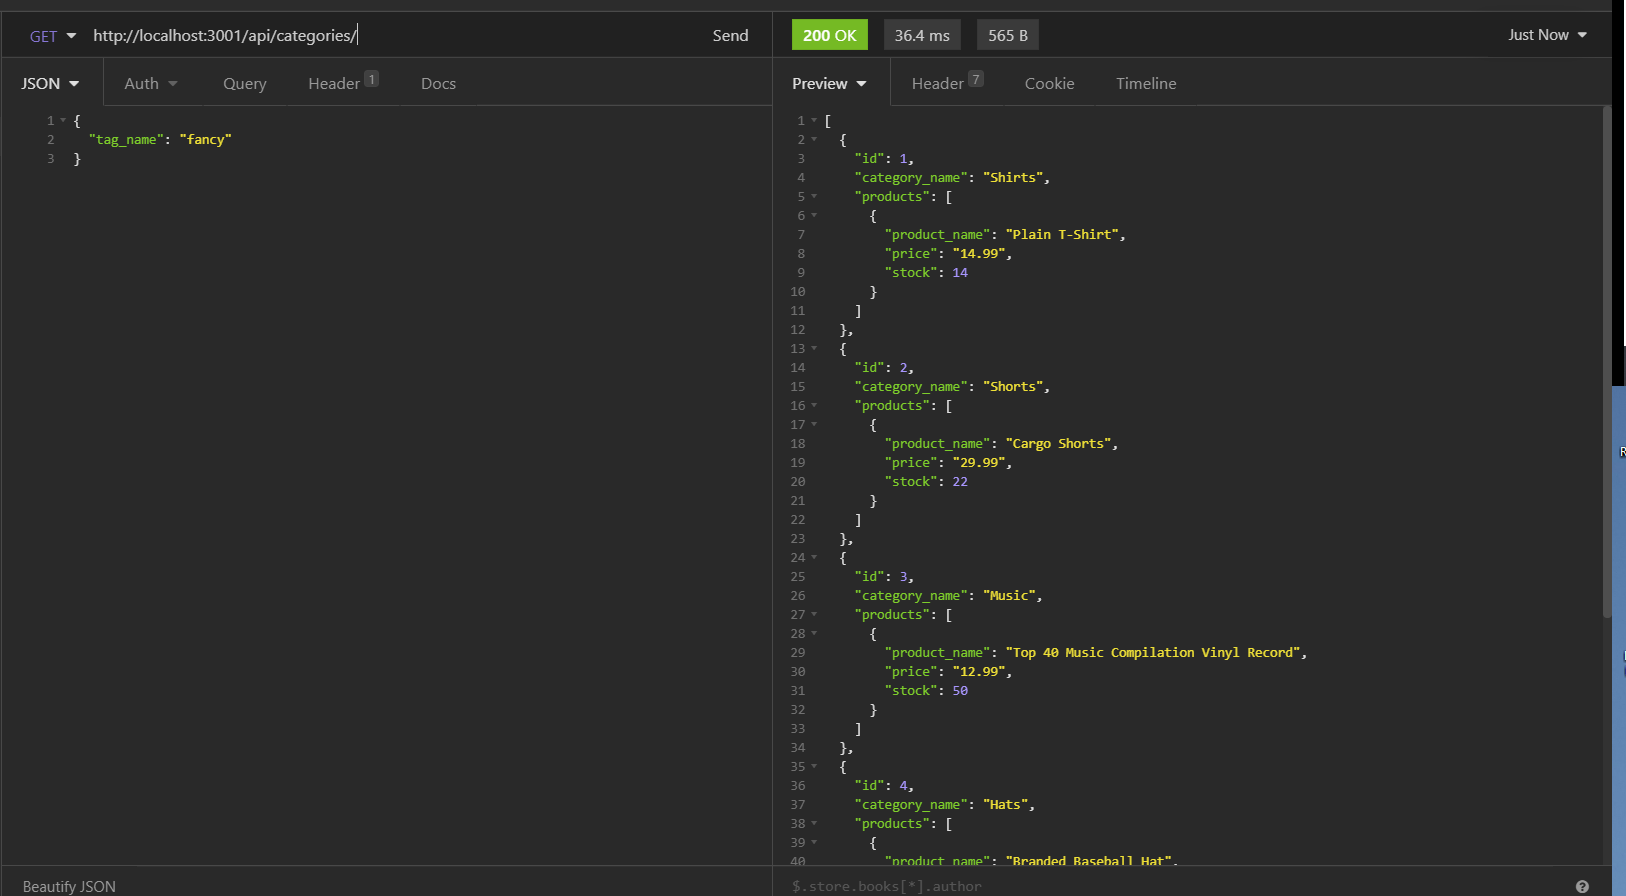 GET http://localhost:3001/api/categories/ Send
200 OK 36.4 ms 565 B Just Now
JSON Auth Query Header 1 Docs
Preview Header 7 Cookie Timeline
1 {
2 "tag_name": "fancy"
3 }
1 [
2 {
3 "id": 1,
4 "category_name": "Shirts",
5 "products": [
6 {
7 "product_name": "Plain T-Shirt",
8 "price": "14.99",
9 "stock": 14
10 }
11 ]
12 },
13 {
14 "id": 2,
15 "category_name": "Shorts",
16 "products": [
17 {
18 "product_name": "Cargo Shorts",
19 "price": "29.99",
20 "stock": 22
21 }
22 ]
23 },
24 {
25 "id": 3,
26 "category_name": "Music",
27 "products": [
28 {
29 "product_name": "Top 40 Music Compilation Vinyl Record",
30 "price": "12.99",
31 "stock": 50
32 }
33 ]
34 },
35 {
36 "id": 4,
37 "category_name": "Hats",
38 "products": [
39 {
40 "product_name": "Branded Baseball Hat",
Beautify JSON
$.store.books[*].author ?